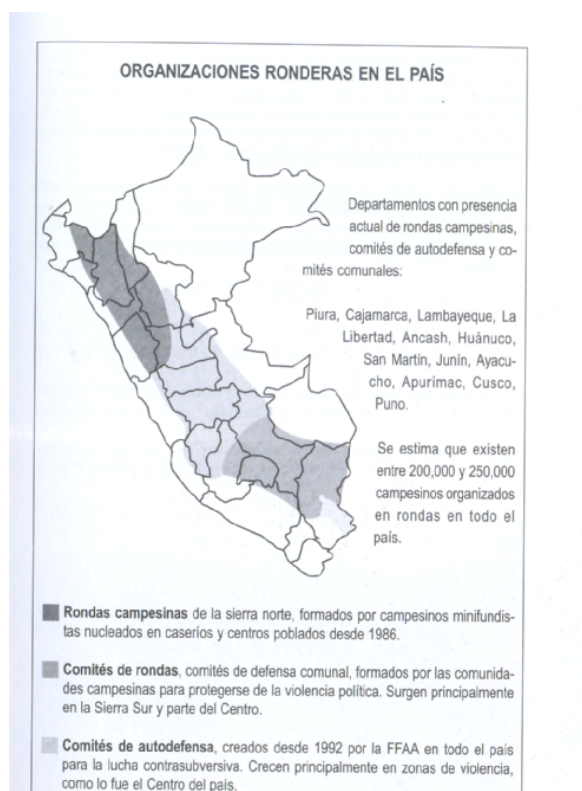 ORGANIZACIONES RONDERAS EN EL PAÍS
Departamentos con presencia
actual de rondas campesinas,
comités de autodefensa y co-
mités comunales:
Piura, Cajamarca, Lambayeque, La
Libertad, Ancash, Huánuco,
San Martín, Junín, Ayacu-
cho, Apurímac, Cusco,
Puno.
Se estima que existen
entre 200,000 y 250,000
campesinos organizados
en rondas en todo el
país.
Rondas campesinas de la sierra norte, formados por campesinos minifundis-
tas nucleados en caseríos y centros poblados desde 1986.
Comités de rondas, comités de defensa comunal, formados por las comunida-
des campesinas para protegerse de la violencia política. Surgen principalmente
en la Sierra Sur y parte del Centro.
Comités de autodefensa, creados desde 1992 por la FFAA en todo el país
para la lucha contrasubversiva. Crecen principalmente en zonas de violencia,
como lo fue el Centro del país.